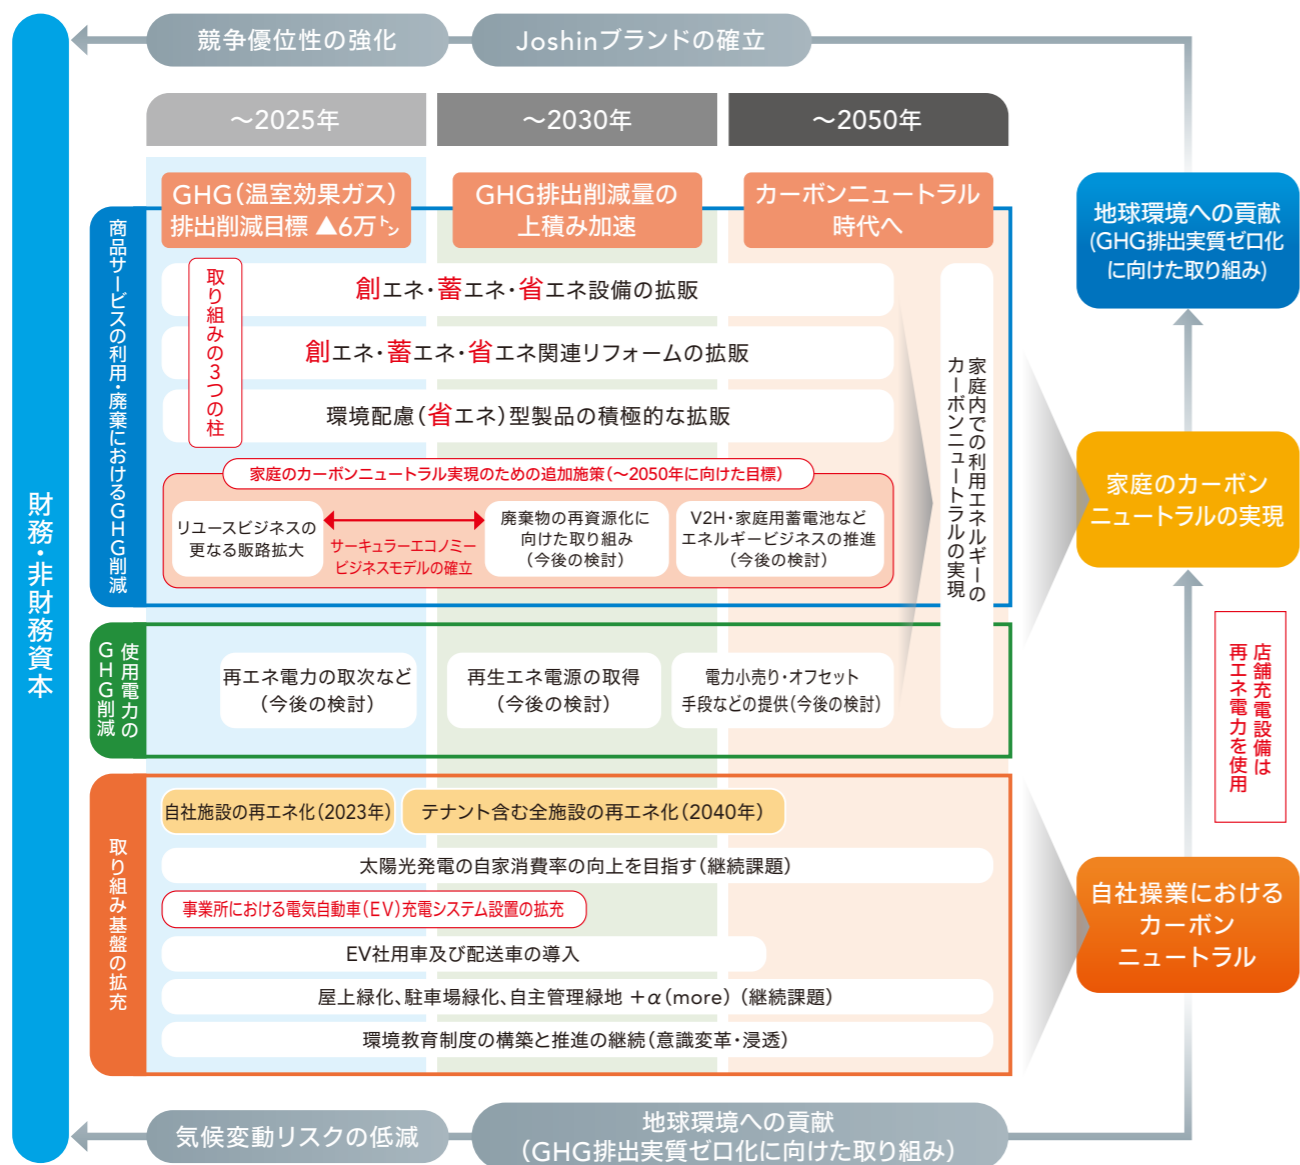 競争優位性の強化
Joshinブランドの確立
～2025年
～2030年
～2050年
GHG(温室効果ガス)
排出削減目標 ▲6万㌧
GHG排出削減量の
上積み加速
カーボンニュートラル
時代へ
商品サービスの利用・廃棄におけるGHG削減
取り組みの3つの柱
創エネ・蓄エネ・省エネ設備の拡販
創エネ・蓄エネ・省エネ関連リフォームの拡販
環境配慮(省エネ)型製品の積極的な拡販
家庭のカーボンニュートラル実現のための追加施策(～2050年に向けた目標)
リユースビジネスの
更なる販路拡大
サーキュラーエコノミー
ビジネスモデルの確立
廃棄物の再資源化に
向けた取り組み
(今後の検討)
V2H・家庭用蓄電池など
エネルギービジネスの推進
(今後の検討)
家庭内での利用エネルギーの
カーボンニュートラルの実現
使用電力の
GHG削減
再エネ電力の取次など
(今後の検討)
再生エネ電源の取得
(今後の検討)
電力小売り・オフセット
手段などの提供(今後の検討)
取り組み基盤の拡充
自社施設の再エネ化(2023年)
テナント含む全施設の再エネ化(2040年)
太陽光発電の自家消費率の向上を目指す(継続課題)
事業所における電気自動車(EV)充電システム設置の拡充
EV社用車及び配送車の導入
屋上緑化、駐車場緑化、自主管理緑地 +α(more) (継続課題)
環境教育制度の構築と推進の継続(意識変革・浸透)
地球環境への貢献
(GHG排出実質ゼロ化
に向けた取り組み)
家庭のカーボン
ニュートラルの実現
店舗充電設備は
再エネ電力を使用
自社操業における
カーボン
ニュートラル
財務・非財務資本
気候変動リスクの低減
地球環境への貢献
(GHG排出実質ゼロ化に向けた取り組み)